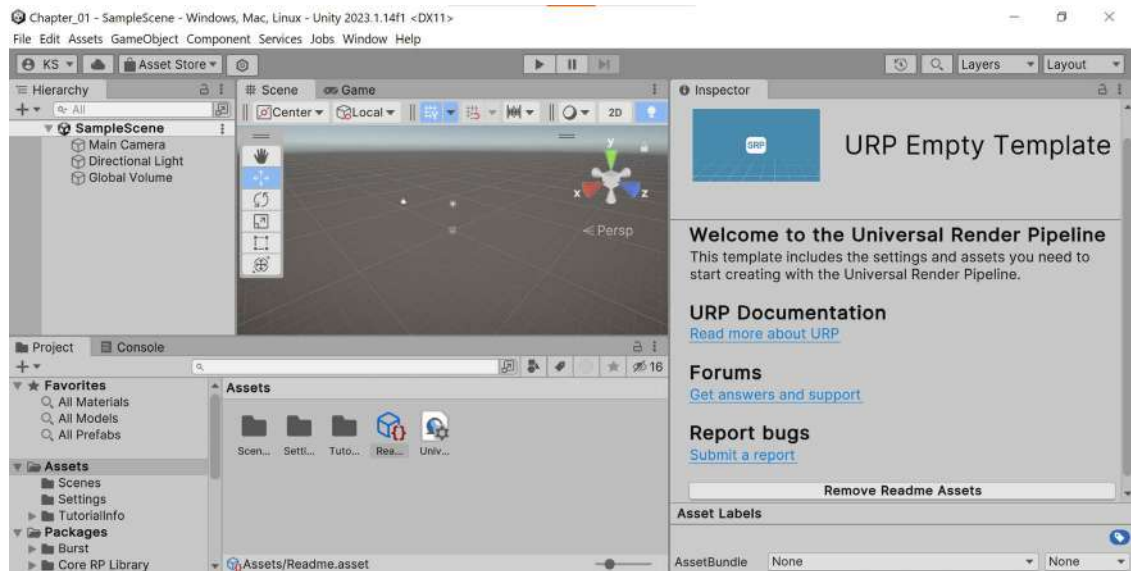 Chapter_01 - SampleScene - Windows, Mac, Linux - Unity 2023.1.14f1 <DX11>
File Edit Assets GameObject Component Services Jobs Window Help
KS Asset Store Layers Layout
Hierarchy
All
SampleScene
Main Camera
Directional Light
Global Volume
Scene Game
Center Local 2D
y
x z
Persp
Inspector
SRP
URP Empty Template
Welcome to the Universal Render Pipeline
This template includes the settings and assets you need to
start creating with the Universal Render Pipeline.
URP Documentation
Read more about URP
Forums
Get answers and support
Report bugs
Submit a report
Remove Readme Assets
Asset Labels
AssetBundle None None
Project Console
16
Favorites
All Materials
All Models
All Prefabs
Assets
Scenes
Settings
TutorialInfo
Packages
Burst
Core RP Library
Assets
Scen... Setti... Tuto... Rea... Univ...
Assets/Readme.asset